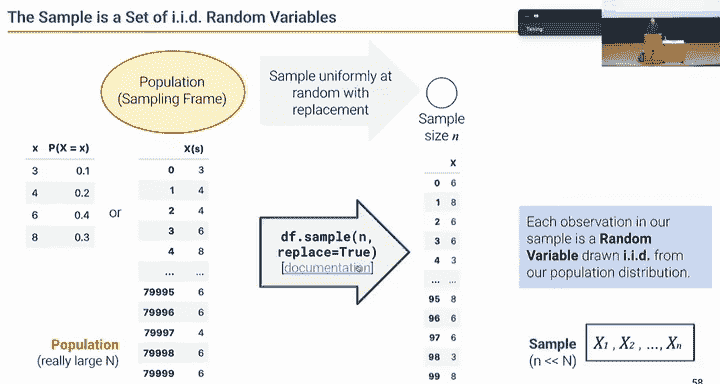 The Sample is a Set of i.i.d. Random Variables
Talking:
Population
(Sampling Frame)
Sample uniformly at
random with
replacement
Sample
size n
x P(X = x)
3 0.1
4 0.2
6 0.4
8 0.3
or
X(s)
0 3
1 4
2 4
3 6
4 8
... ...
79995 6
79996 6
79997 4
79998 6
79999 6
Population
(really large N)
df.sample(n,
replace=True)
[documentation]
X
0 6
1 8
2 6
3 6
4 3
... ...
95 8
96 6
97 6
98 3
99 8
Each observation in our
sample is a Random
Variable drawn i.i.d. from
our population distribution.
Sample
(n << N)
X1 , X2 , ..., Xn
58